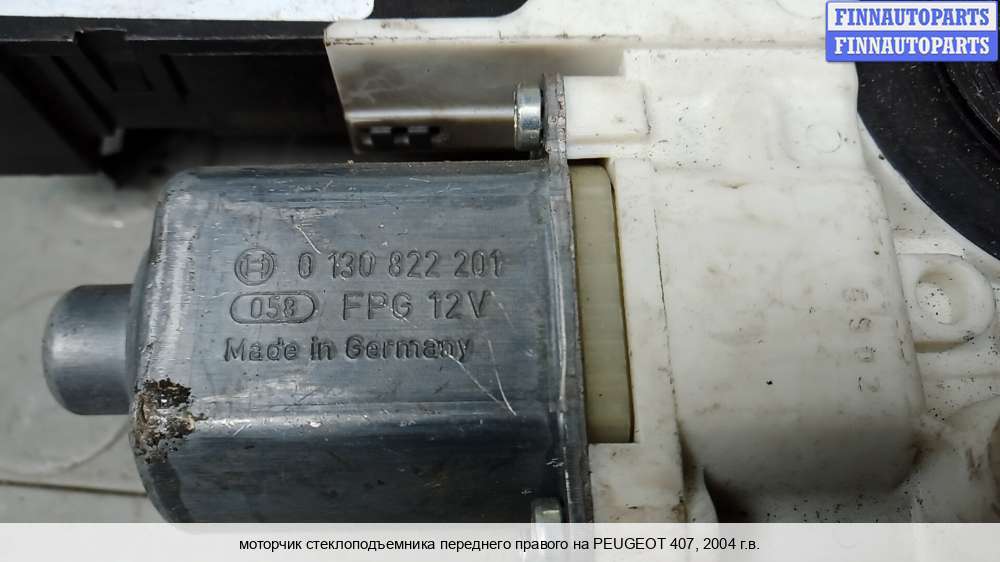 FINNAUTOPARTS
FINNAUTOPARTS
0 130 822 201
058 FPG 12V
Made in Germany
моторчик стеклоподъемника переднего правого на PEUGEOT 407, 2004 г.в.